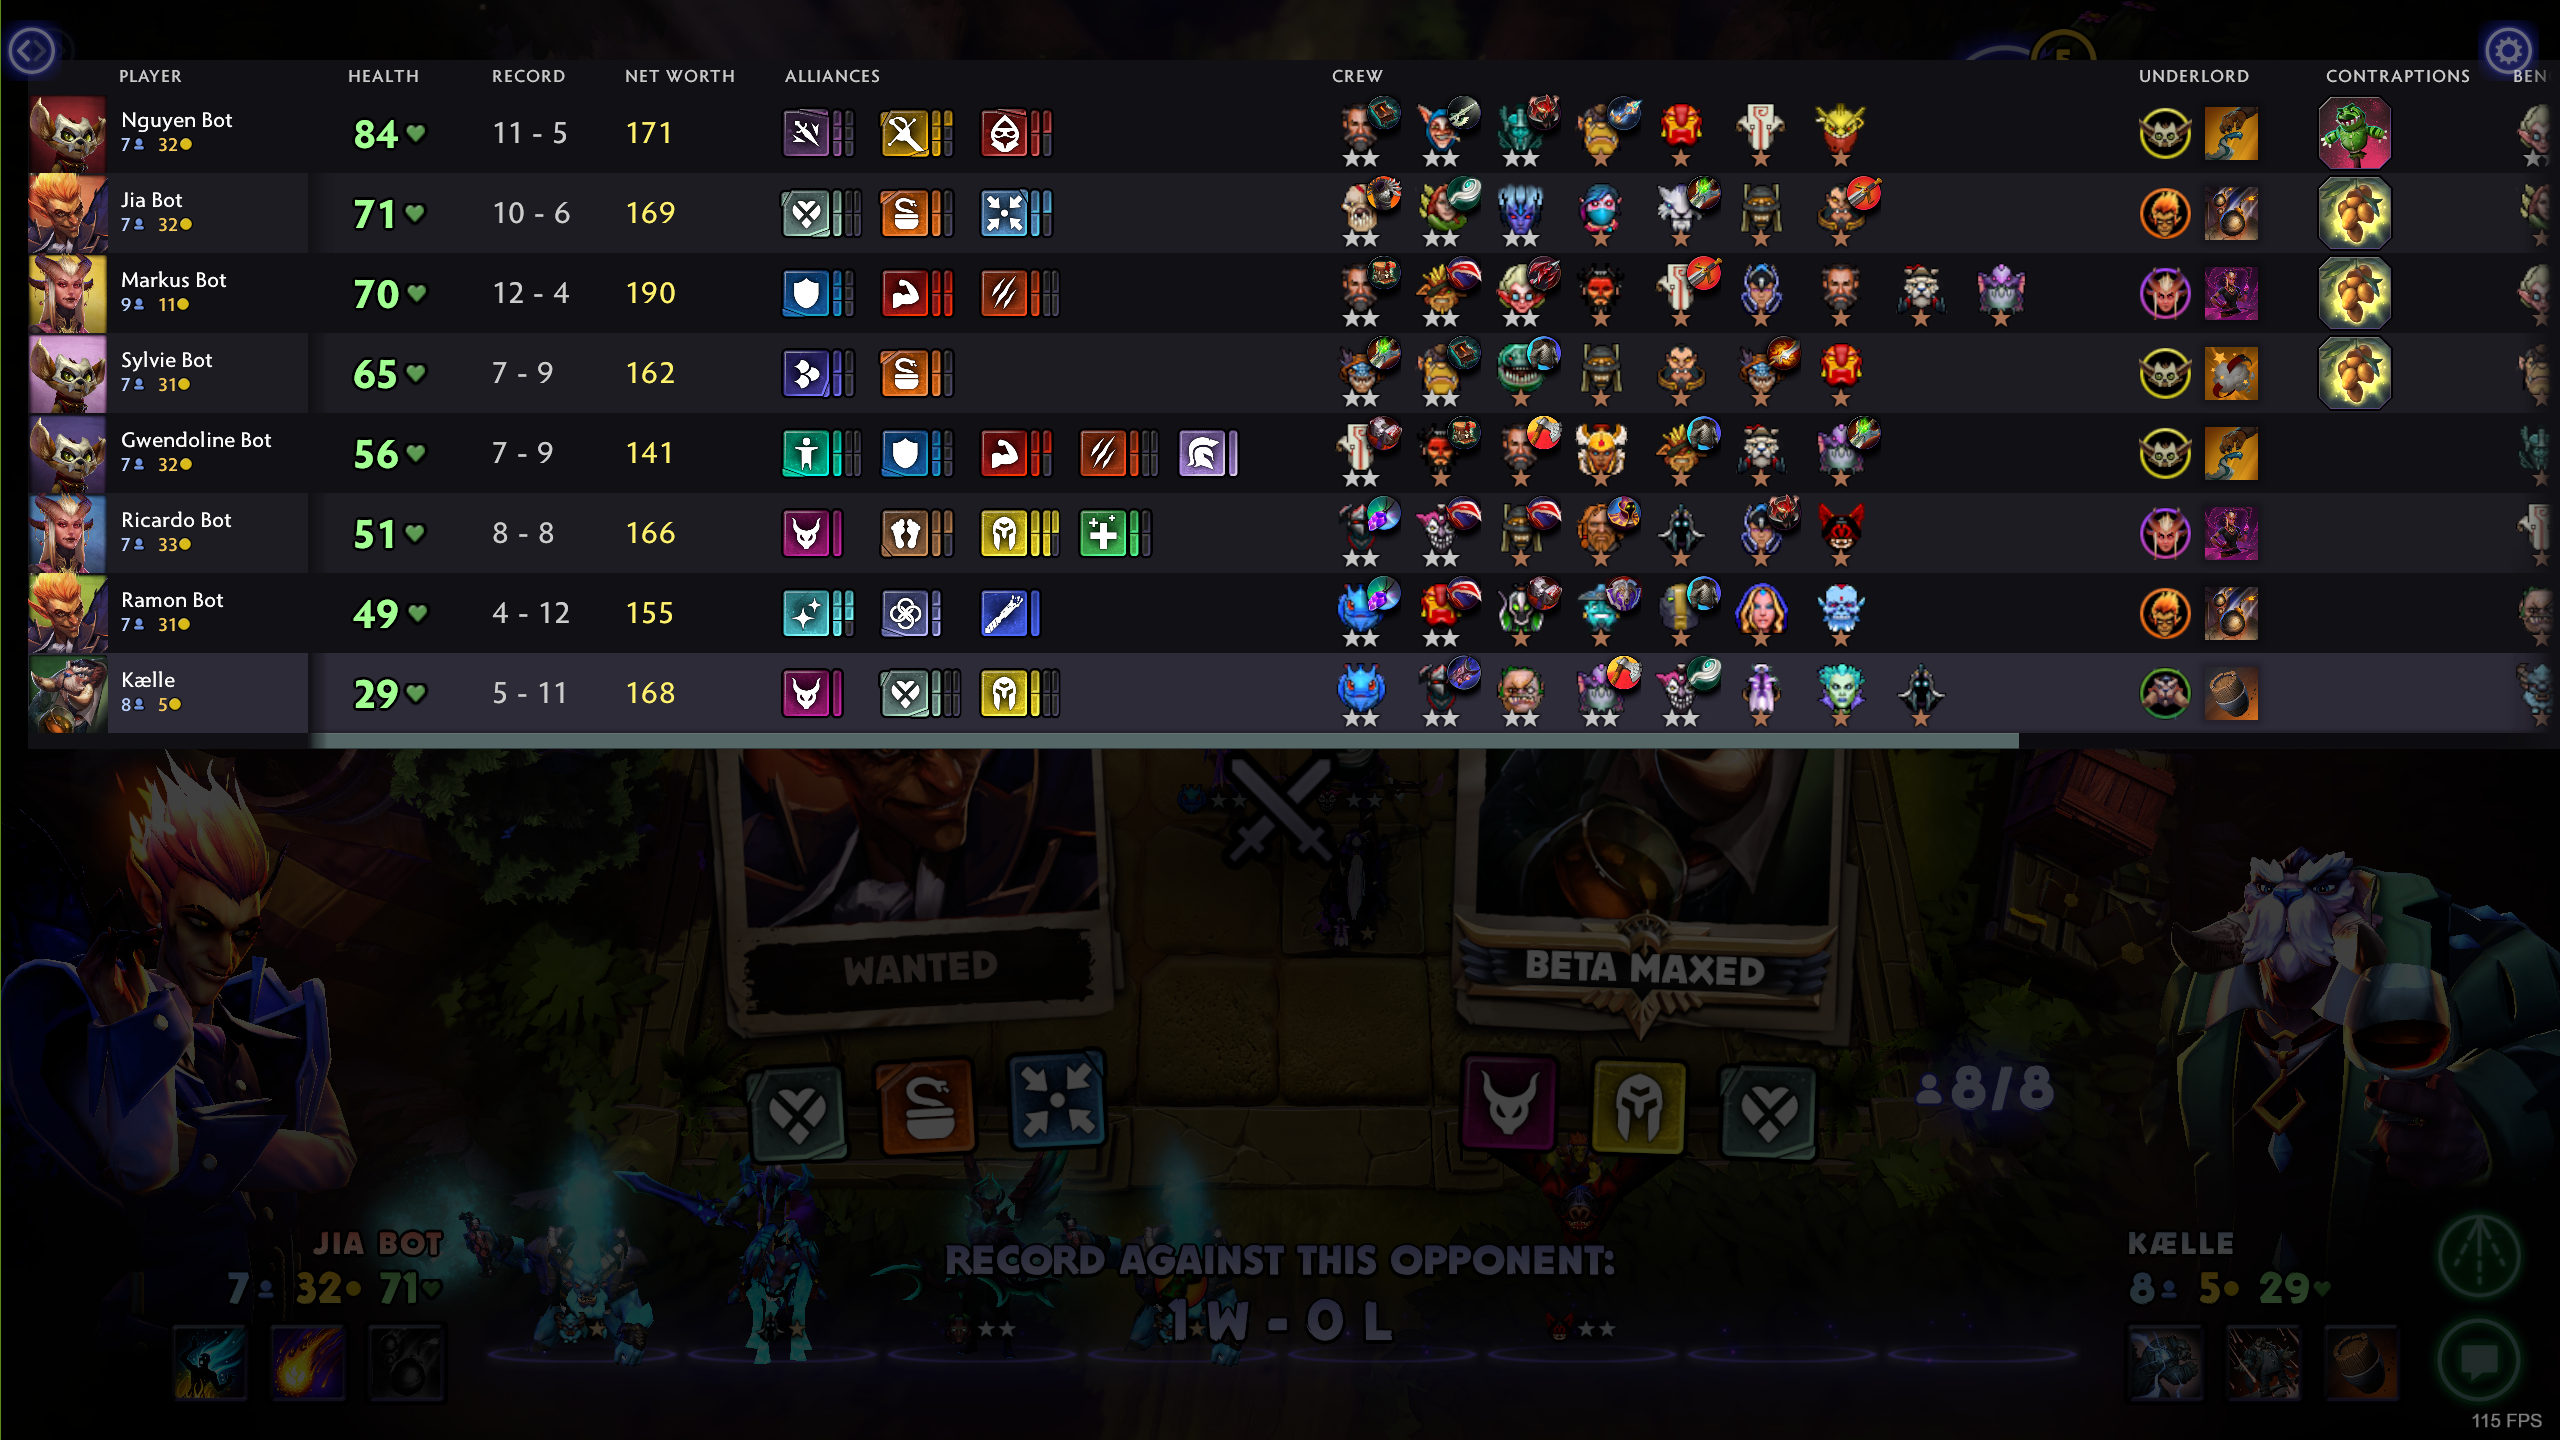 PLAYER HEALTH RECORD NET WORTH ALLIANCES CREW UNDERLORD CONTRAPTIONS BEN
Nguyen Bot
7 32
84 11 - 5 171
Jia Bot
7 32
71 10 - 6 169
Markus Bot
9 11
70 12 - 4 190
Sylvie Bot
7 31
65 7 - 9 162
Gwendoline Bot
7 32
56 7 - 9 141
Ricardo Bot
7 33
51 8 - 8 166
Ramon Bot
7 31
49 4 - 12 155
Kælle
8 5
29 5 - 11 168
WANTED
BETA MAXED
8/8
JIA BOT
7 32 71
RECORD AGAINST THIS OPPONENT:
1 W - 0 L
KÆLLE
8 5 29
115 FPS